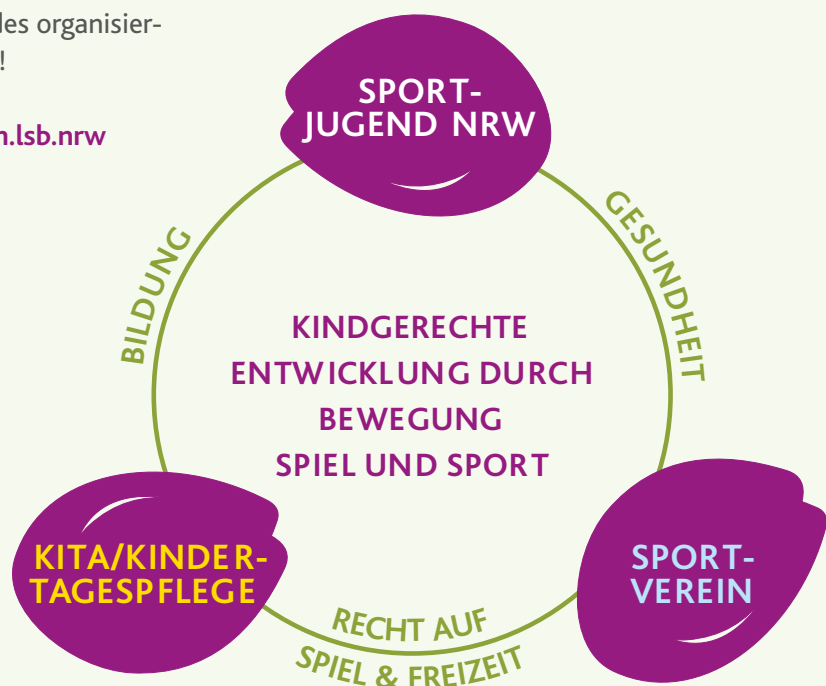 des organisier-
!
n.lsb.nrw
SPORT-
JUGEND NRW
BILDUNG
GESUNDHEIT
KINDGERECHTE
ENTWICKLUNG DURCH
BEWEGUNG
SPIEL UND SPORT
KITA/KINDER-
TAGESPFLEGE
SPORT-
VEREIN
RECHT AUF
SPIEL & FREIZEIT